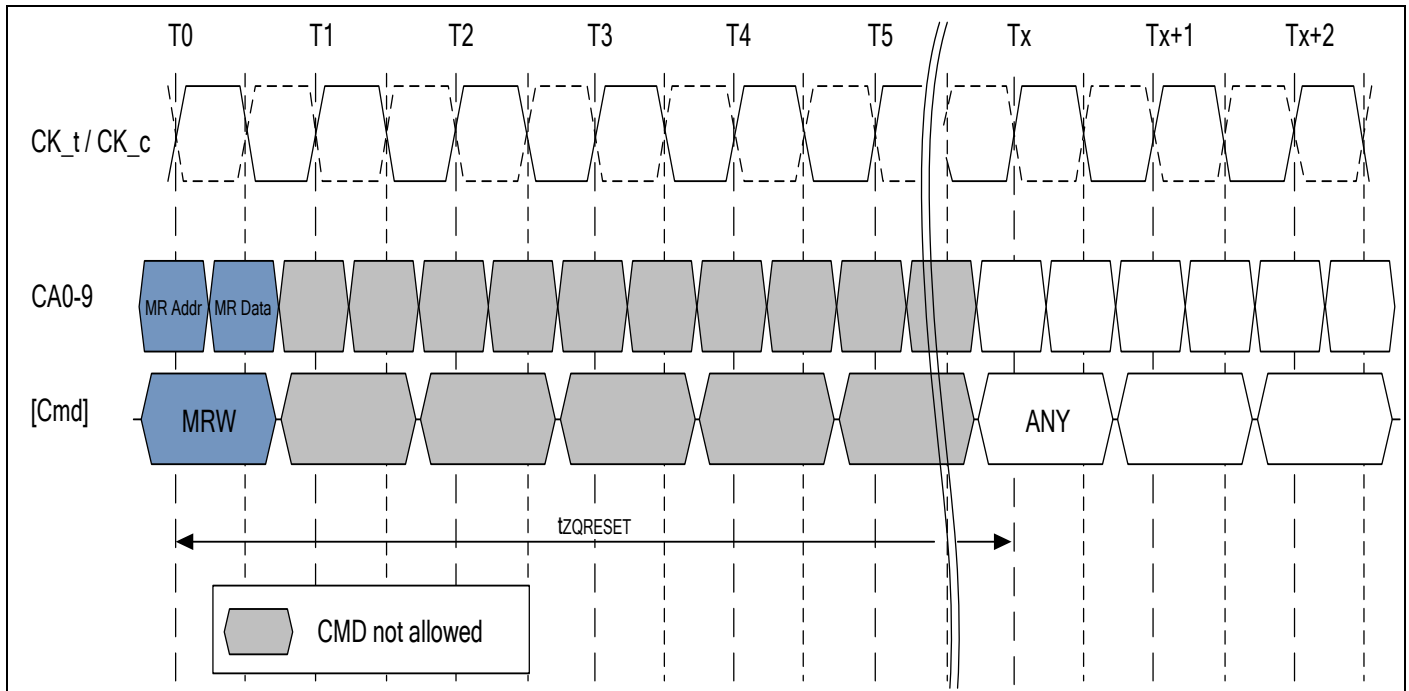 T0 T1 T2 T3 T4 T5 Tx Tx+1 Tx+2
CK_t / CK_c
CA0-9 MR Addr MR Data
[Cmd] MRW ANY
tZQRESET
CMD not allowed